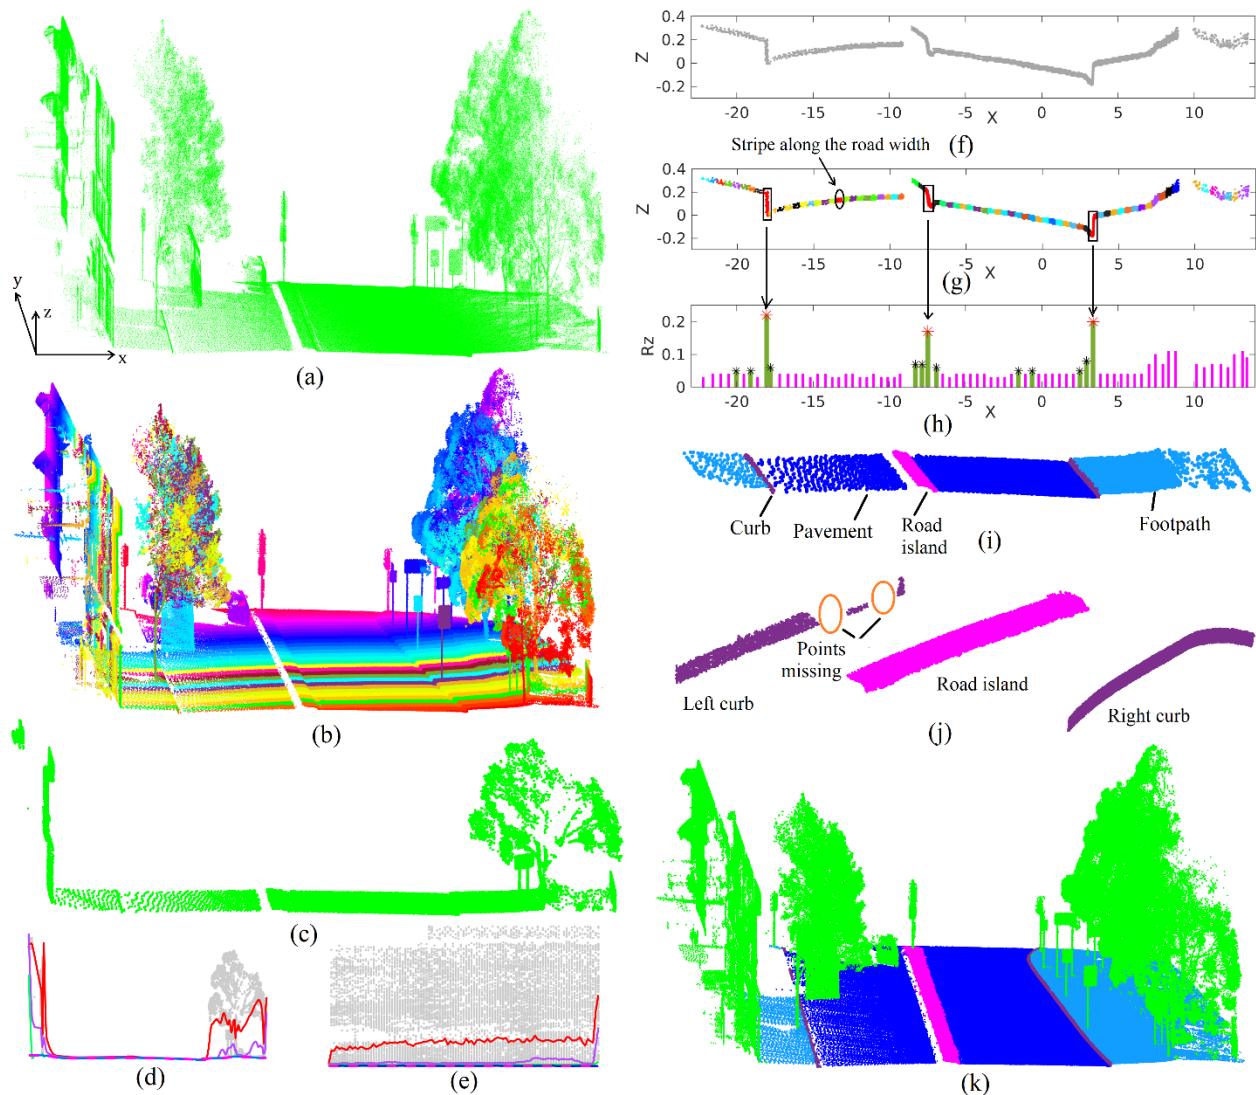 y
z
x
(a)
(b)
(c)
(d)
(e)
0.4
0.2
0
-0.2
Z
-20
-15
-10
-5
0
5
10
X
(f)
Stripe along the road width
0.4
0.2
0
-0.2
Z
-20
-15
-10
-5
0
5
10
X
(g)
0.2
0.1
0
Rz
-20
-15
-10
-5
0
5
10
X
(h)
Curb
Pavement
Road
island
Footpath
(i)
Points
missing
Left curb
Road island
Right curb
(j)
(k)